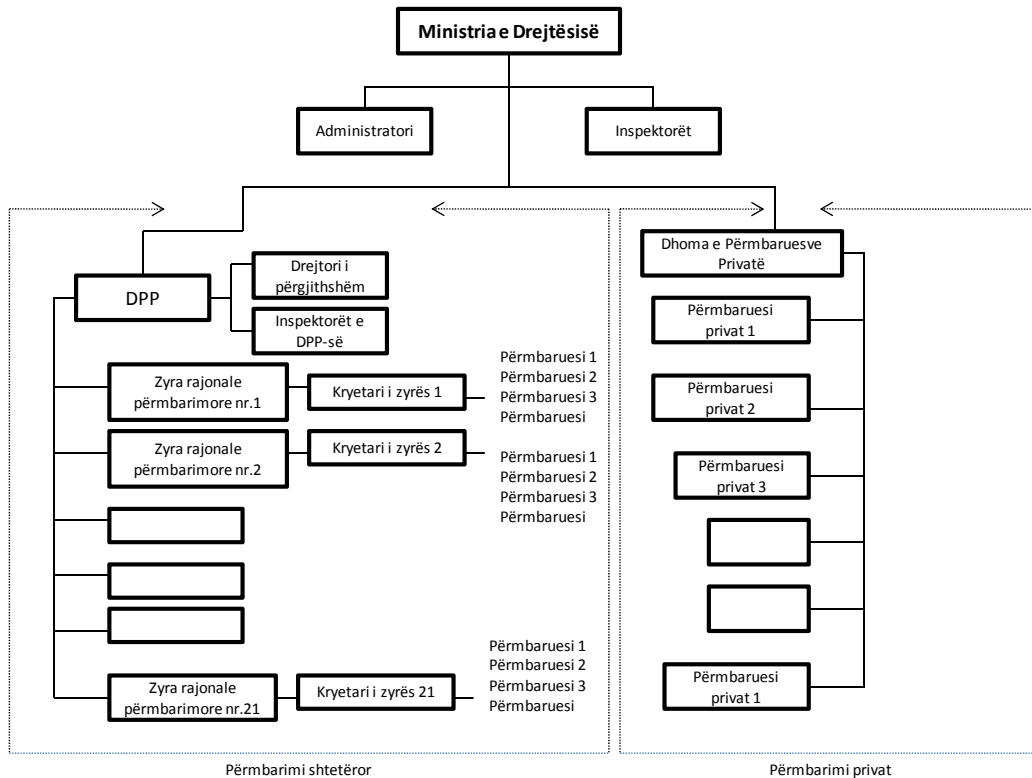 Ministria e Drejtësisë
Administratori
Inspektorët
DPP
Drejtori i
përgjithshëm
Inspektorët e
DPP-së
Zyra rajonale
përmbarimore nr.1
Kryetari i zyrës 1
Përmbaruesi 1
Përmbaruesi 2
Përmbaruesi 3
Përmbaruesi
Zyra rajonale
përmbarimore nr.2
Kryetari i zyrës 2
Përmbaruesi 1
Përmbaruesi 2
Përmbaruesi 3
Përmbaruesi
Zyra rajonale
përmbarimore nr.21
Kryetari i zyrës 21
Përmbaruesi 1
Përmbaruesi 2
Përmbaruesi 3
Përmbaruesi
Përmbarimi shtetëror
Dhoma e Përmbaruesve
Privatë
Përmbaruesi
privat 1
Përmbaruesi
privat 2
Përmbaruesi
privat 3
Përmbaruesi
privat 1
Përmbarimi privat